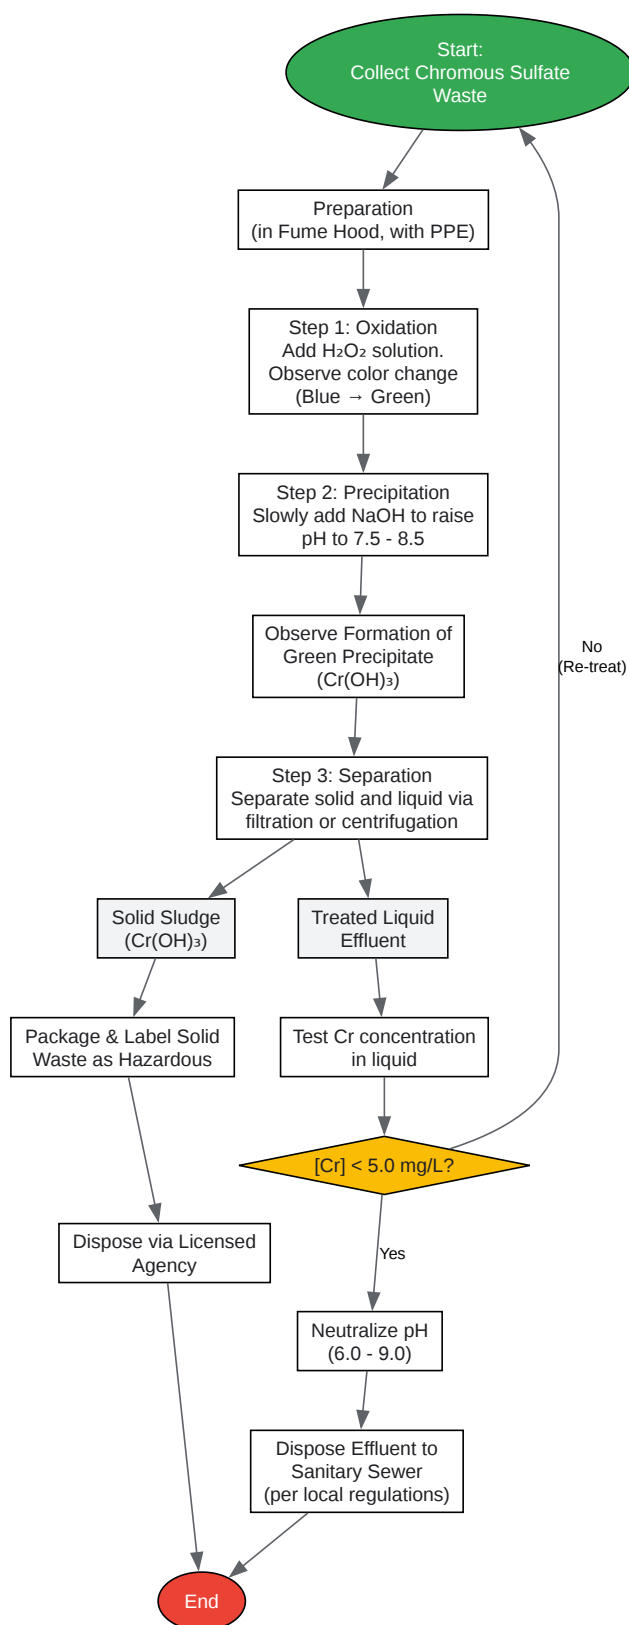 Start:
Collect Chromous Sulfate
Waste
Preparation
(in Fume Hood, with PPE)
Step 1: Oxidation
Add H₂O₂ solution.
Observe color change
(Blue → Green)
Step 2: Precipitation
Slowly add NaOH to raise
pH to 7.5 - 8.5
Observe Formation of
Green Precipitate
(Cr(OH)₃)
No
(Re-treat)
Step 3: Separation
Separate solid and liquid via
filtration or centrifugation
Solid Sludge
(Cr(OH)₃)
Treated Liquid
Effluent
Package & Label Solid
Waste as Hazardous
Test Cr concentration
in liquid
[Cr] < 5.0 mg/L?
Dispose via Licensed
Agency
Yes
Neutralize pH
(6.0 - 9.0)
Dispose Effluent to
Sanitary Sewer
(per local regulations)
End